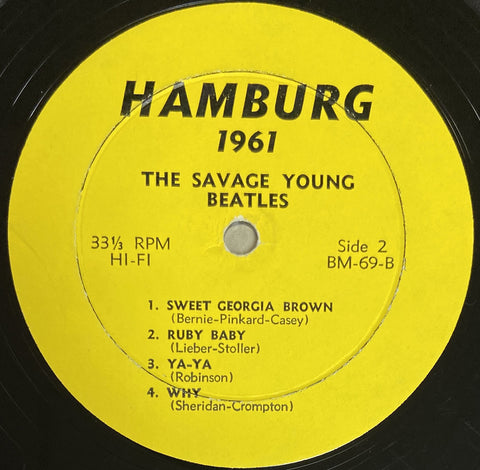 HAMBURG
1961
THE SAVAGE YOUNG
BEATLES
33⅓ RPM
HI-FI
Side 2
BM-69-B
1. SWEET GEORGIA BROWN
(Bernie-Pinkard-Casey)
2. RUBY BABY
(Lieber-Stoller)
3. YA-YA
(Robinson)
4. WHY
(Sheridan-Crompton)